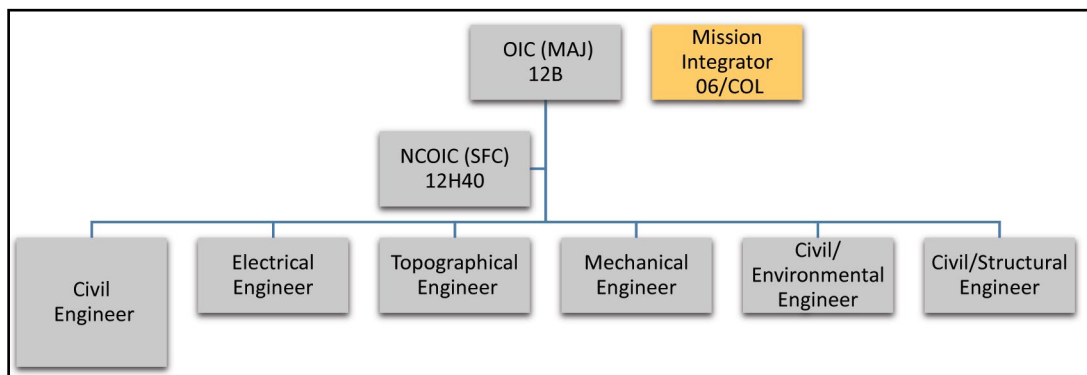 OIC (MAJ)
12B
Mission
Integrator
06/COL
NCOIC (SFC)
12H40
Civil
Engineer
Electrical
Engineer
Topographical
Engineer
Mechanical
Engineer
Civil/
Environmental
Engineer
Civil/Structural
Engineer